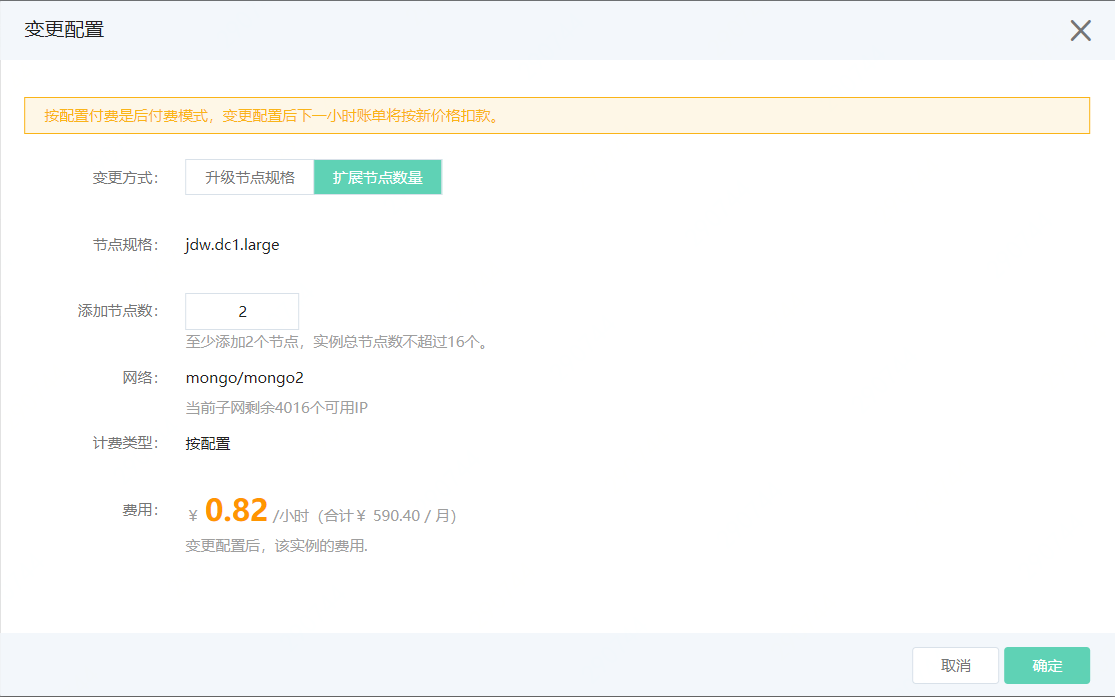 变更配置
按配置付费是后付费模式，变更配置后下一小时账单将按新价格扣款。
变更方式： 升级节点规格 扩展节点数量
节点规格： jdw.dc1.large
添加节点数： 2
至少添加2个节点，实例总节点数不超过16个。
网络： mongo/mongo2
当前子网剩余4016个可用IP
计费类型： 按配置
费用： ¥ 0.82 /小时（合计¥ 590.40 / 月）
变更配置后，该实例的费用.
取消 确定